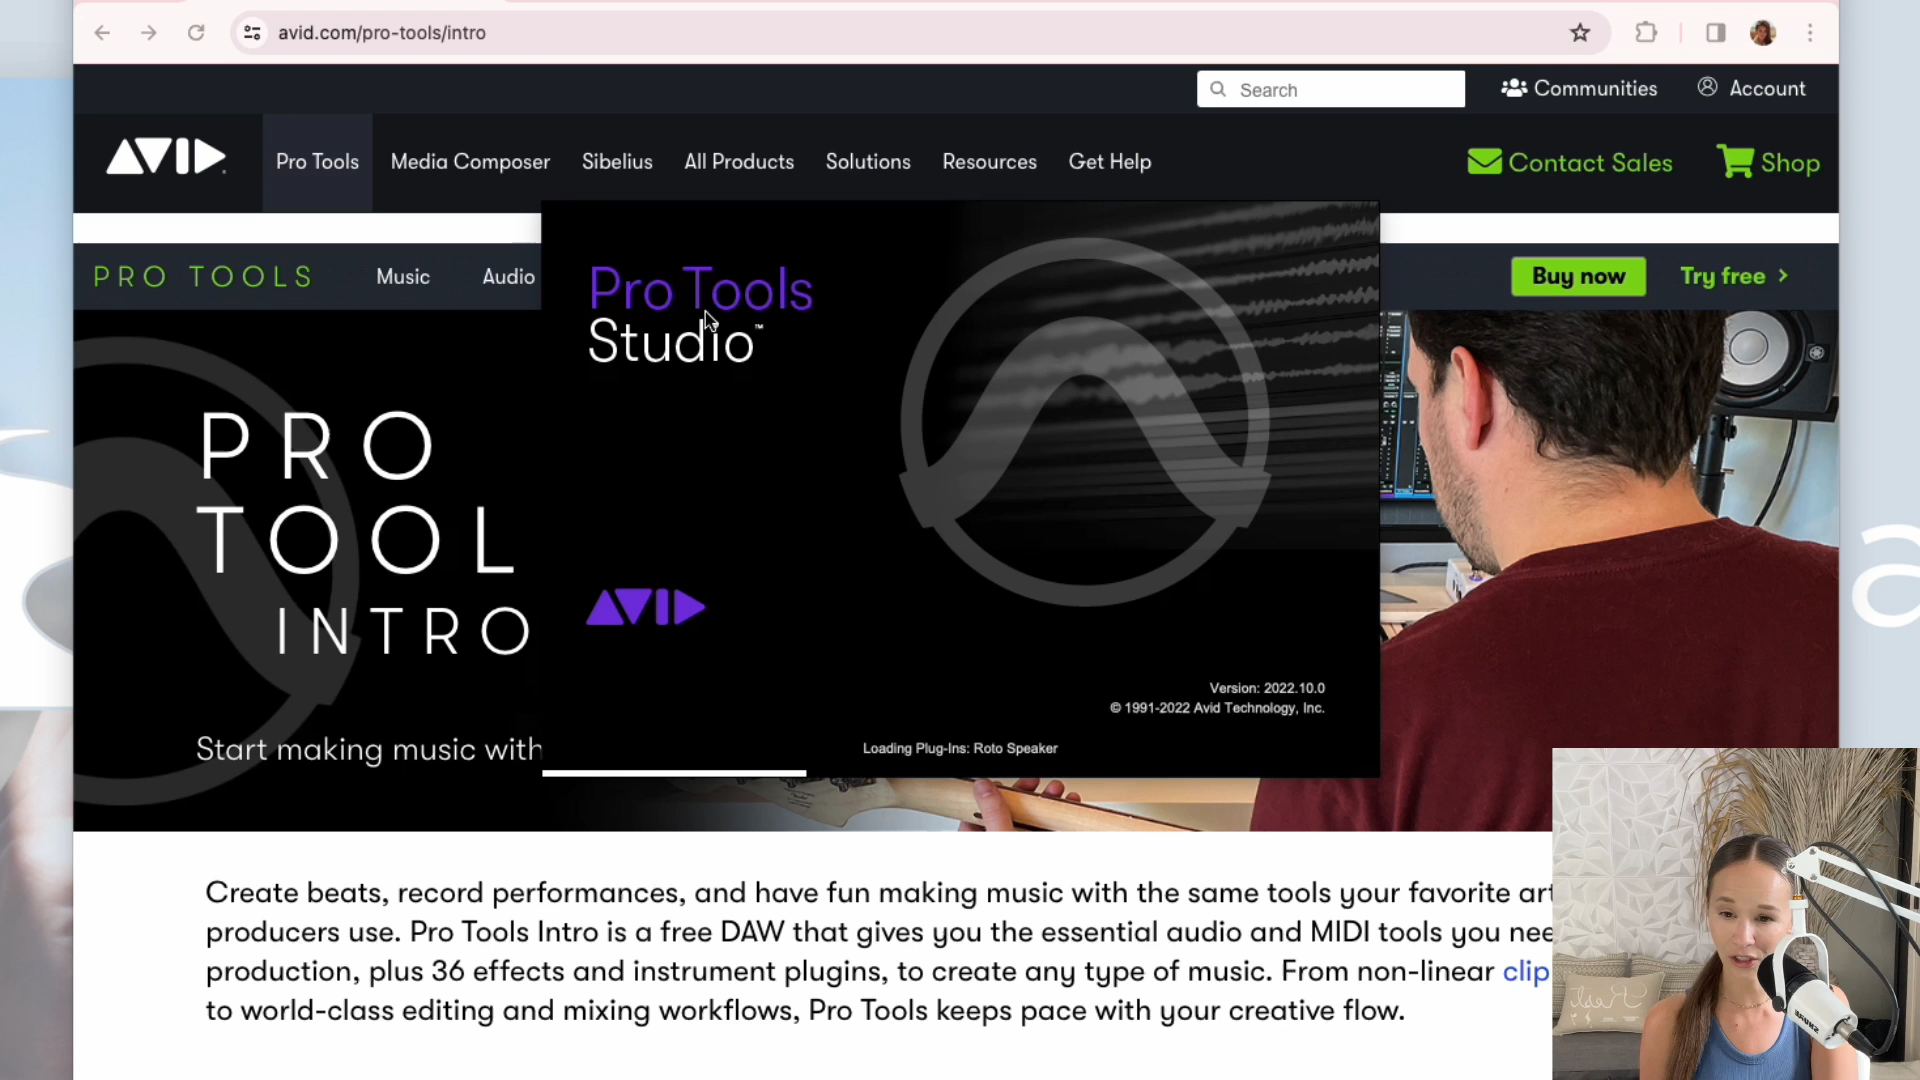 avid.com/pro-tools/intro
Search
Communities
Account
AVID
Pro Tools
Media Composer
Sibelius
All Products
Solutions
Resources
Get Help
Contact Sales
Shop
PRO TOOLS
Music
Audio
Buy now
Try free
Pro Tools
Studio™
PRO
TOOL
INTRO
AVID
Version: 2022.10.0
© 1991-2022 Avid Technology, Inc.
Start making music with
Loading Plug-Ins: Roto Speaker
Create beats, record performances, and have fun making music with the same tools your favorite art
producers use. Pro Tools Intro is a free DAW that gives you the essential audio and MIDI tools you nee
production, plus 36 effects and instrument plugins, to create any type of music. From non-linear clip
to world-class editing and mixing workflows, Pro Tools keeps pace with your creative flow.
SHURE
a